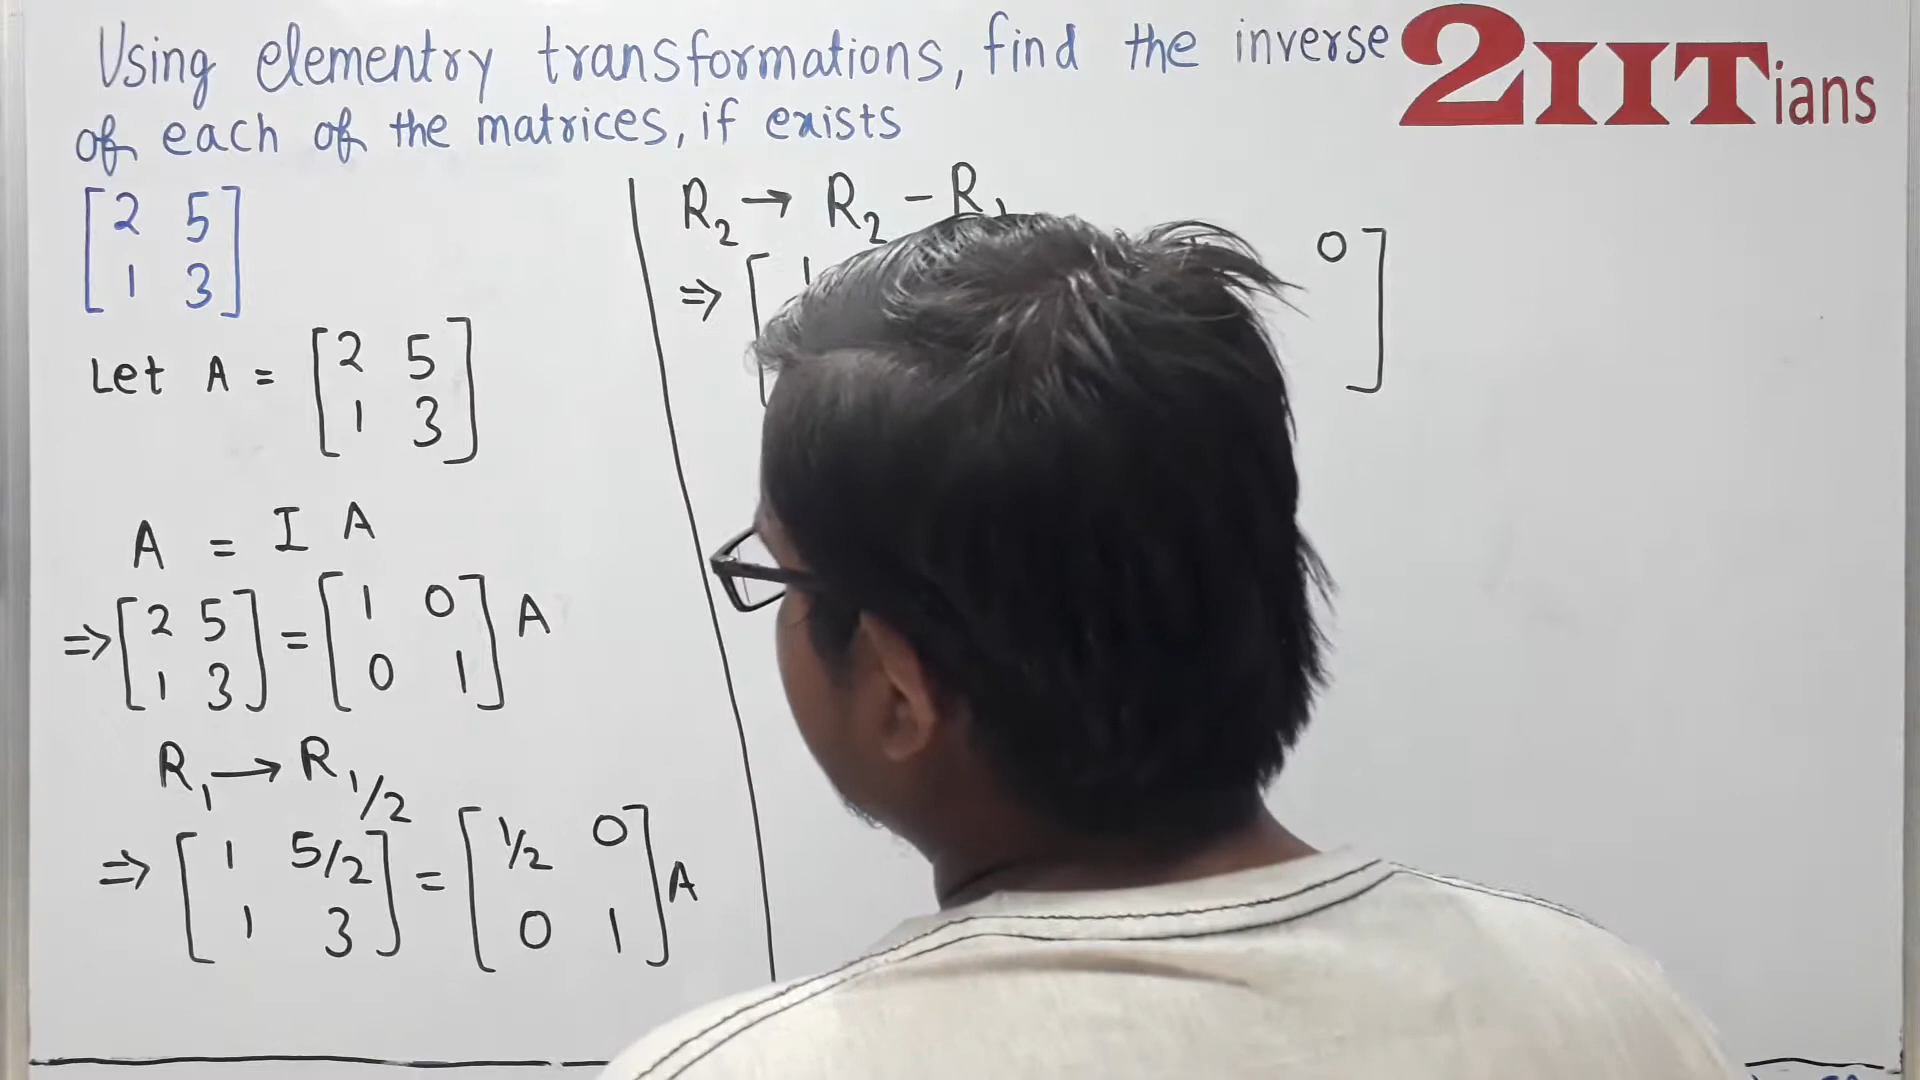 Using elementry transformations, find the inverse
of each of the matrices, if exists
2IITians
[2 5
1 3]
Let A = [2 5
1 3]
A = I A
⇒ [2 5
1 3] = [1 0
0 1] A
R₁ → R₁/2
⇒ [1 5/2
1 3] = [1/2 0
0 1] A
R₂ → R₂ - R₁
⇒ [1 0
]